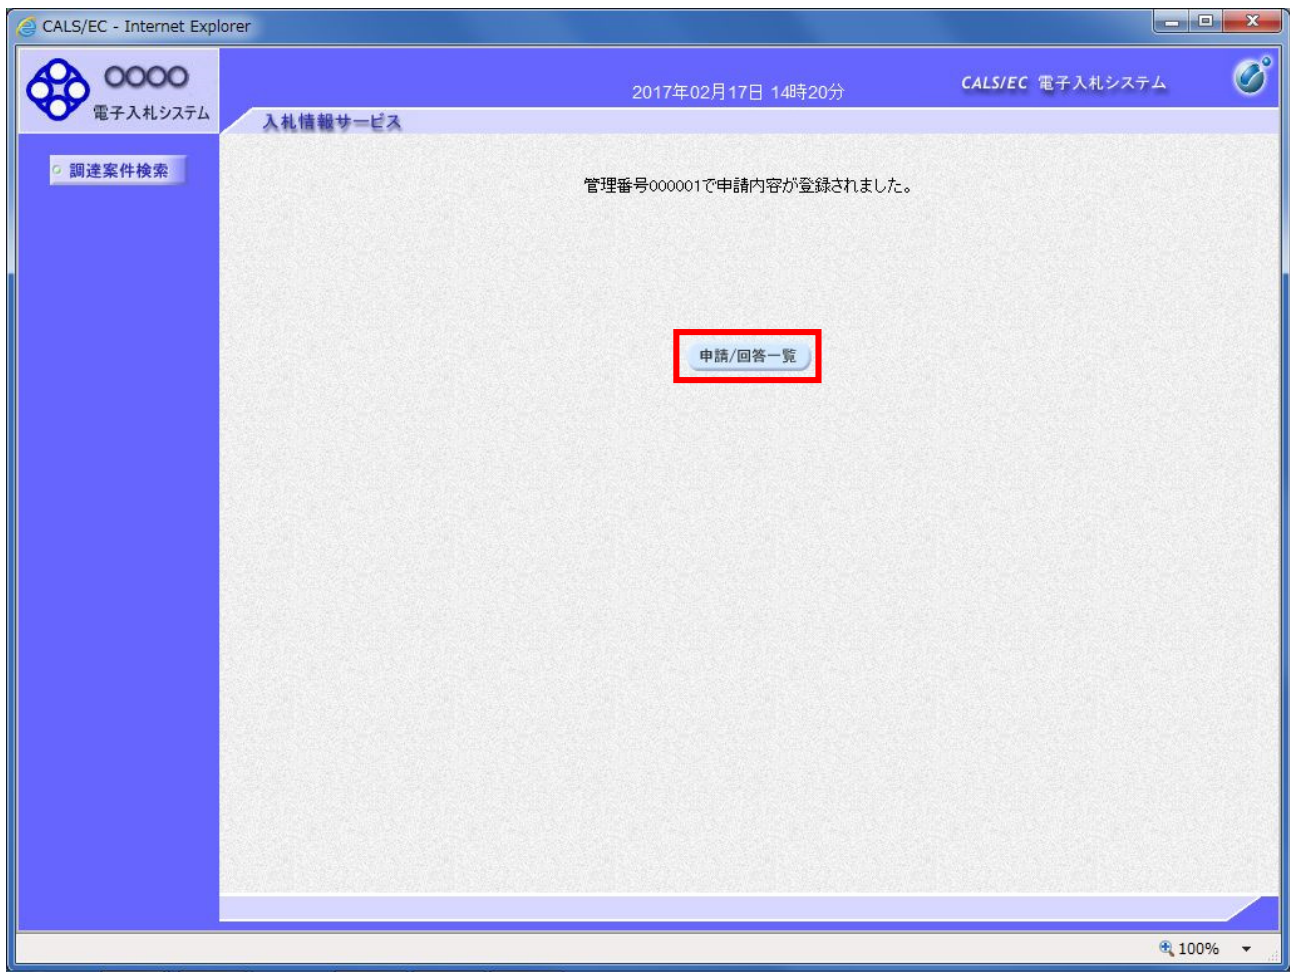 CALS/EC - Internet Explorer
〇〇〇〇
電子入札システム
2017年02月17日 14時20分
CALS/EC 電子入札システム
入札情報サービス
調達案件検索
管理番号000001で申請内容が登録されました。
申請/回答一覧
100%